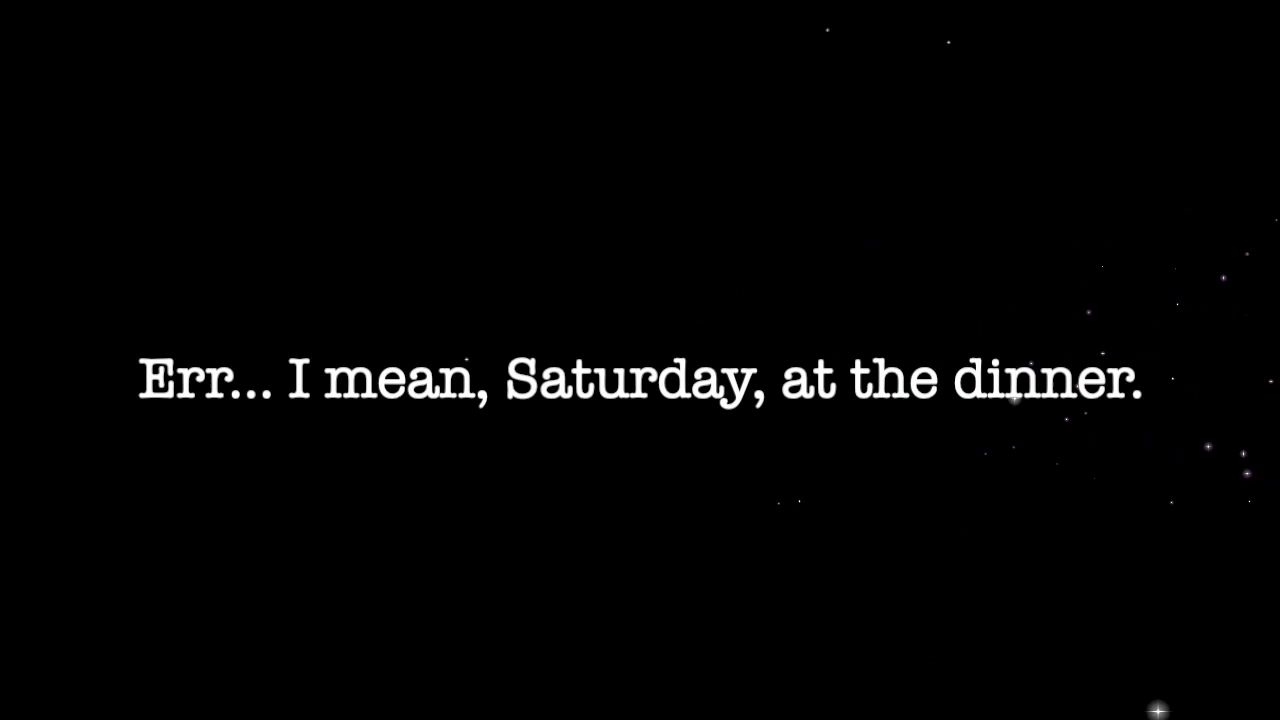 Err... I mean, Saturday, at the dinner.